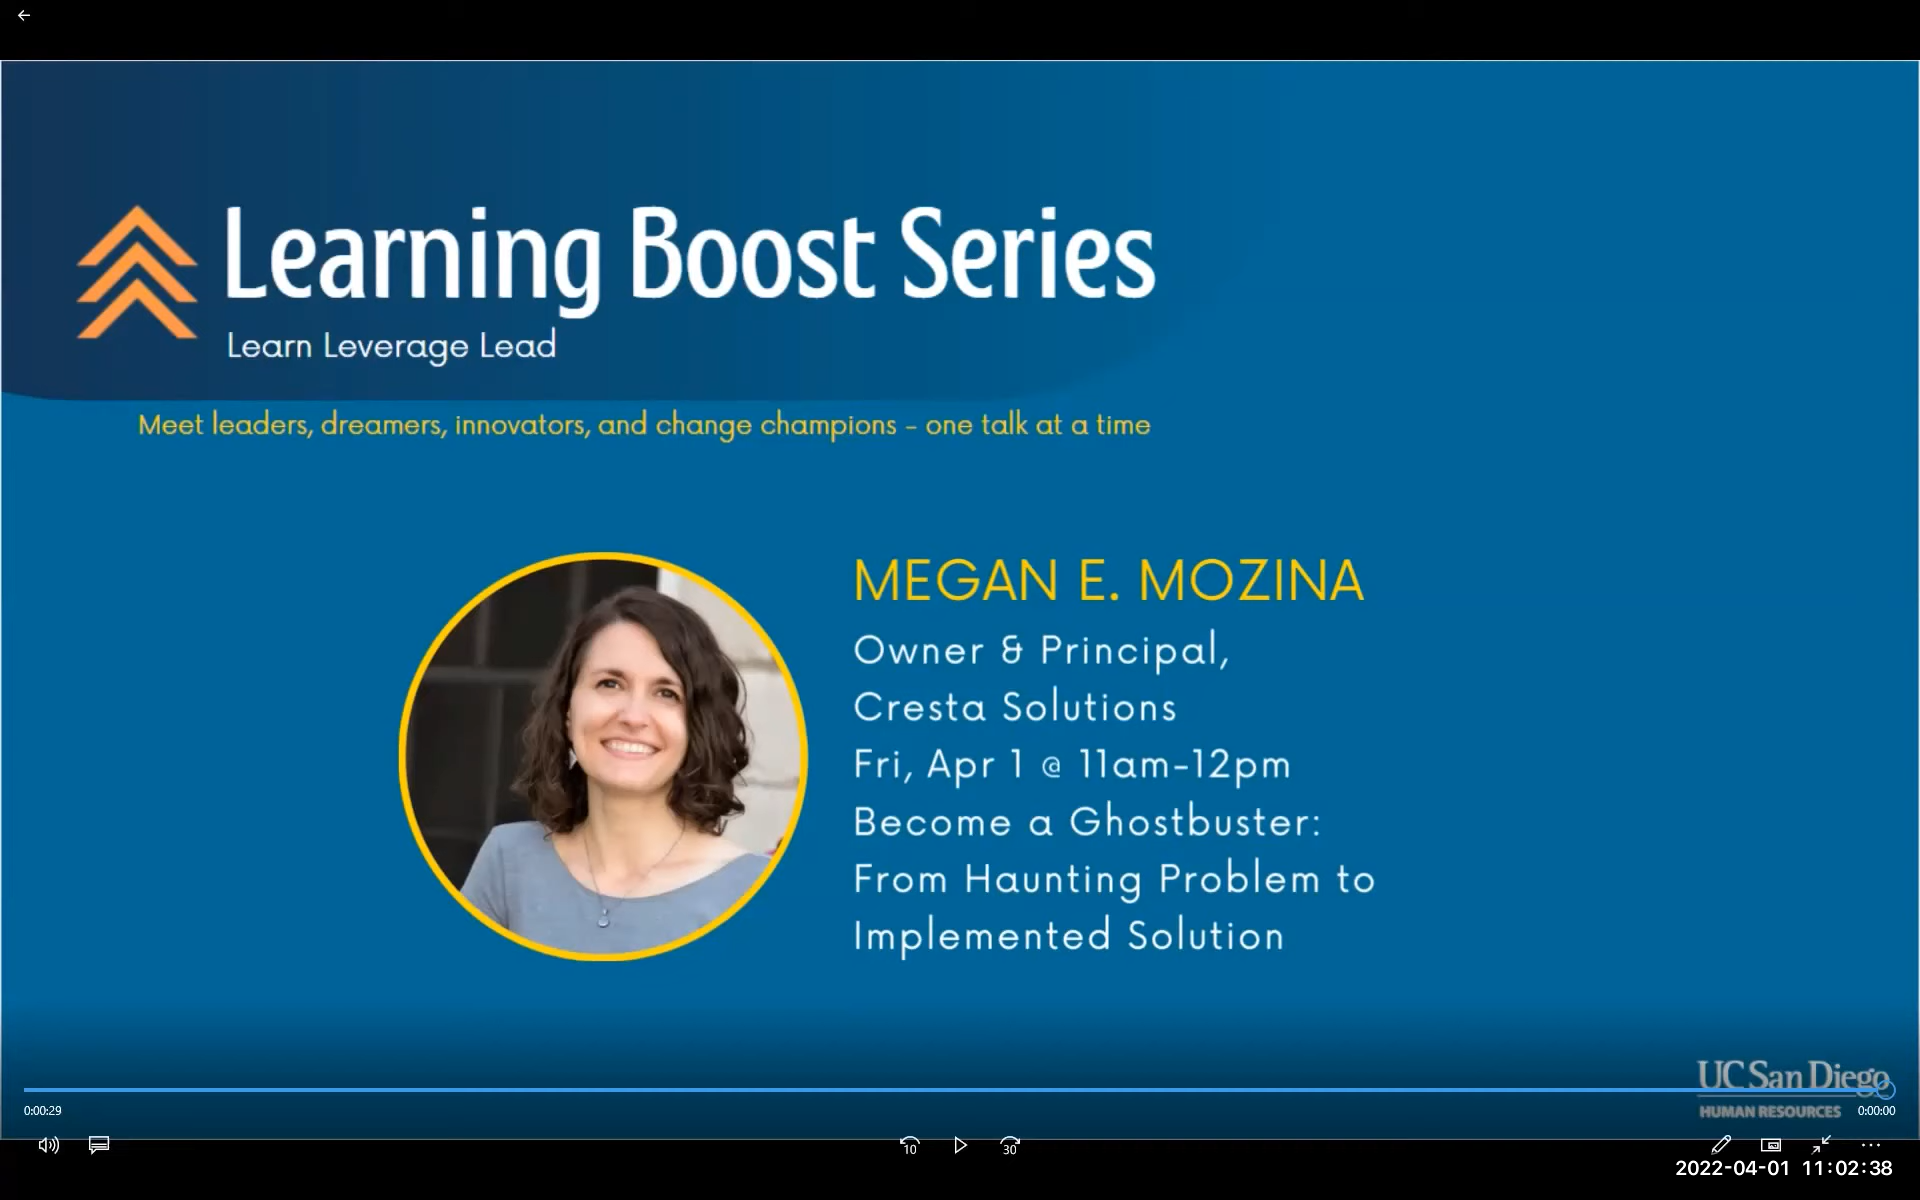 Learning Boost Series
Learn Leverage Lead
Meet leaders, dreamers, innovators, and change champions - one talk at a time
MEGAN E. MOZINA
Owner & Principal,
Cresta Solutions
Fri, Apr 1 @ 11am-12pm
Become a Ghostbuster:
From Haunting Problem to
Implemented Solution
UC San Diego
HUMAN RESOURCES
0:00:29
0:00:00
10
30
2022-04-01 11:02:38